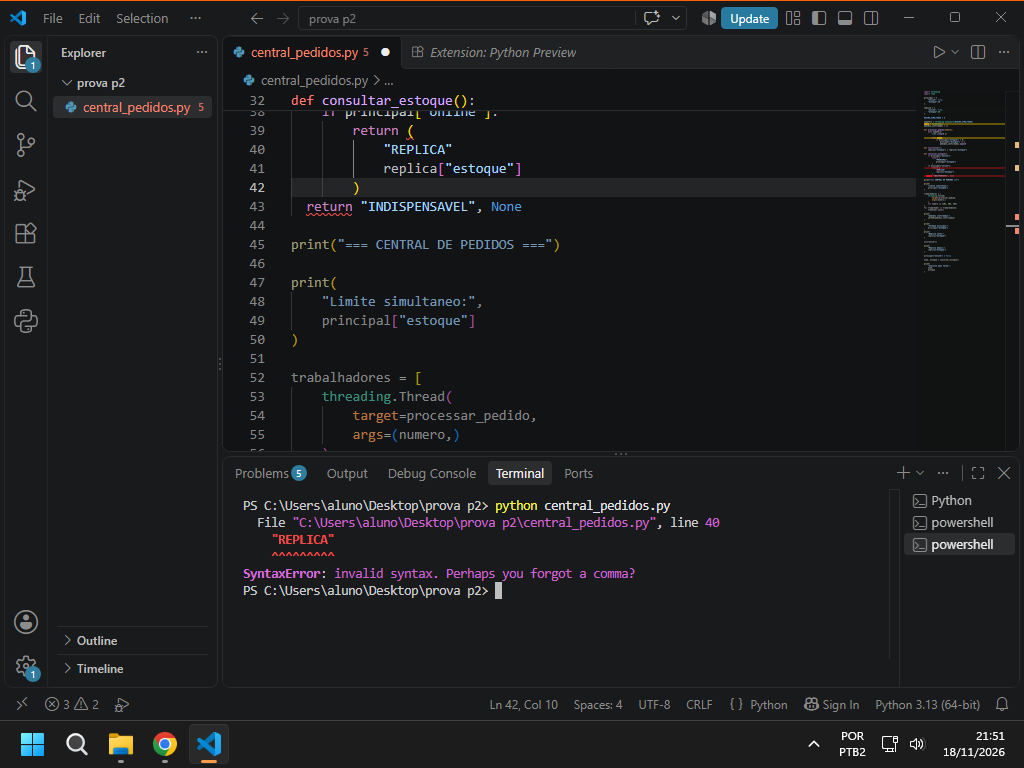 File Edit Selection ··· prova p2 Update
Explorer ···
prova p2
central_pedidos.py 5
1
central_pedidos.py 5
Extension: Python Preview
central_pedidos.py > ...
32 def consultar_estoque():
38 if principal["online"]:
39 return (
40 "REPLICA"
41 replica["estoque"]
42 )
43 return "INDISPENSAVEL", None
44
45 print("=== CENTRAL DE PEDIDOS ===")
46
47 print(
48 "Limite simultaneo:",
49 principal["estoque"]
50 )
51
52 trabalhadores = [
53 threading.Thread(
54 target=processar_pedido,
55 args=(numero,)
56 )
Problems 5 Output Debug Console Terminal Ports
PS C:\Users\aluno\Desktop\prova p2> python central_pedidos.py
File "C:\Users\aluno\Desktop\prova p2\central_pedidos.py", line 40
"REPLICA"
^^^^^^^^^
SyntaxError: invalid syntax. Perhaps you forgot a comma?
PS C:\Users\aluno\Desktop\prova p2>
Python
powershell
powershell
Outline
Timeline
1
3 2 Ln 42, Col 10 Spaces: 4 UTF-8 CRLF { } Python Sign In Python 3.13 (64-bit)
POR
PTB2
21:51
18/11/2026